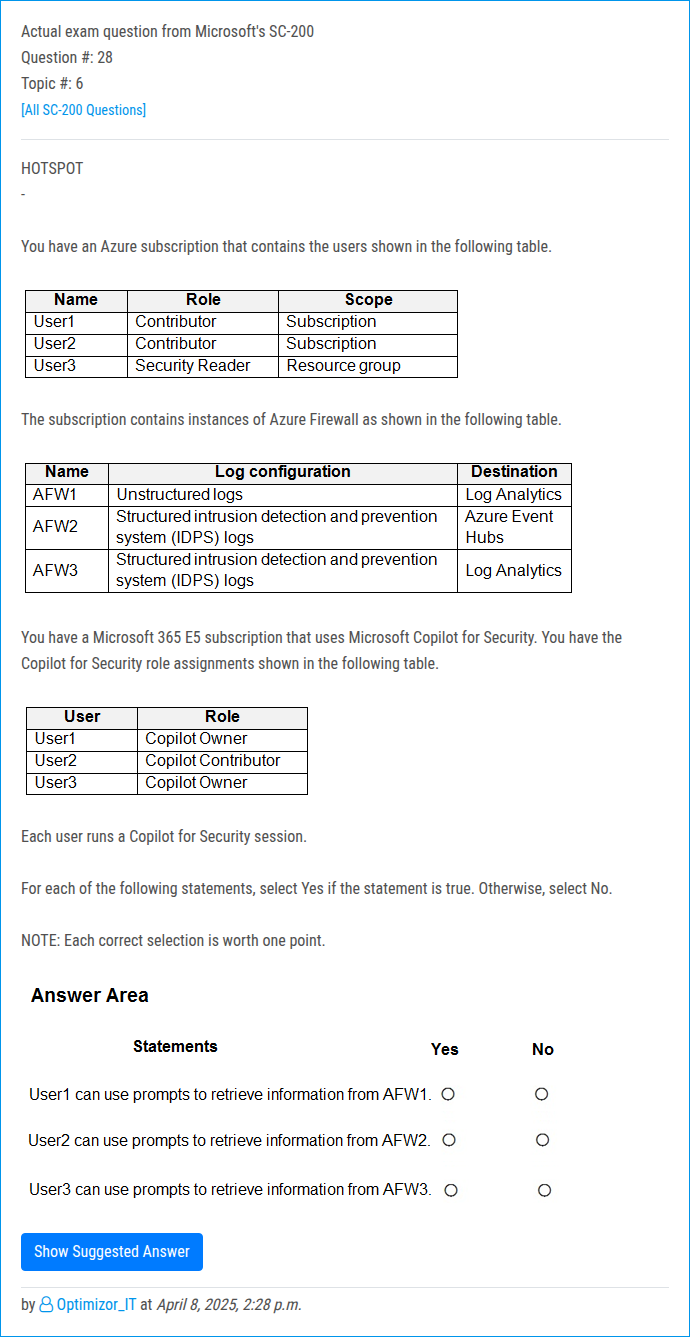 Actual exam question from Microsoft's SC-200
Question #: 28
Topic #: 6
[All SC-200 Questions]
HOTSPOT
-
You have an Azure subscription that contains the users shown in the following table.
Name Role Scope
User1 Contributor Subscription
User2 Contributor Subscription
User3 Security Reader Resource group
The subscription contains instances of Azure Firewall as shown in the following table.
Name Log configuration Destination
AFW1 Unstructured logs Log Analytics
AFW2 Structured intrusion detection and prevention system (IDPS) logs Azure Event Hubs
AFW3 Structured intrusion detection and prevention system (IDPS) logs Log Analytics
You have a Microsoft 365 E5 subscription that uses Microsoft Copilot for Security. You have the
Copilot for Security role assignments shown in the following table.
User Role
User1 Copilot Owner
User2 Copilot Contributor
User3 Copilot Owner
Each user runs a Copilot for Security session.
For each of the following statements, select Yes if the statement is true. Otherwise, select No.
NOTE: Each correct selection is worth one point.
Answer Area
Statements Yes No
User1 can use prompts to retrieve information from AFW1.
User2 can use prompts to retrieve information from AFW2.
User3 can use prompts to retrieve information from AFW3.
Show Suggested Answer
by Optimizor_IT at April 8, 2025, 2:28 p.m.